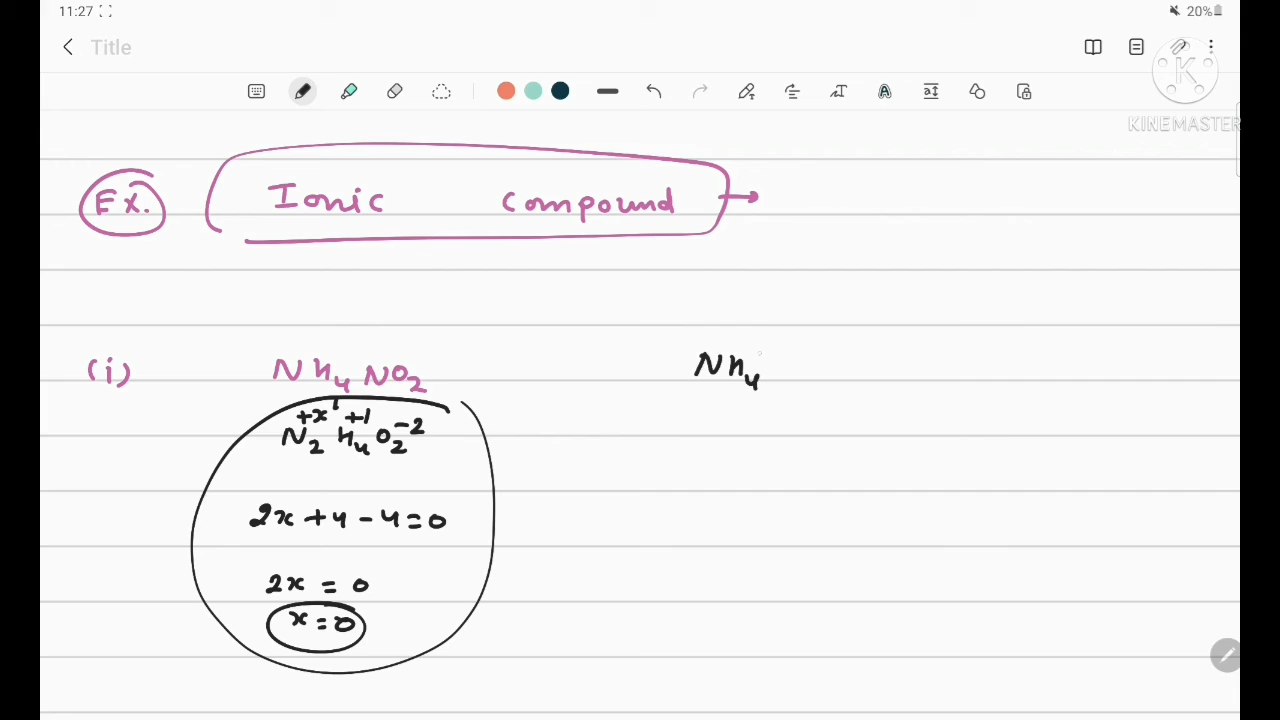 11:27 20%
Title
KINEMASTER
Ex. Ionic compound →
(i) NH4NO2 NH4
+x +1
N2 H4 O2 -2
2x + 4 - 4 = 0
2x = 0
x = 0